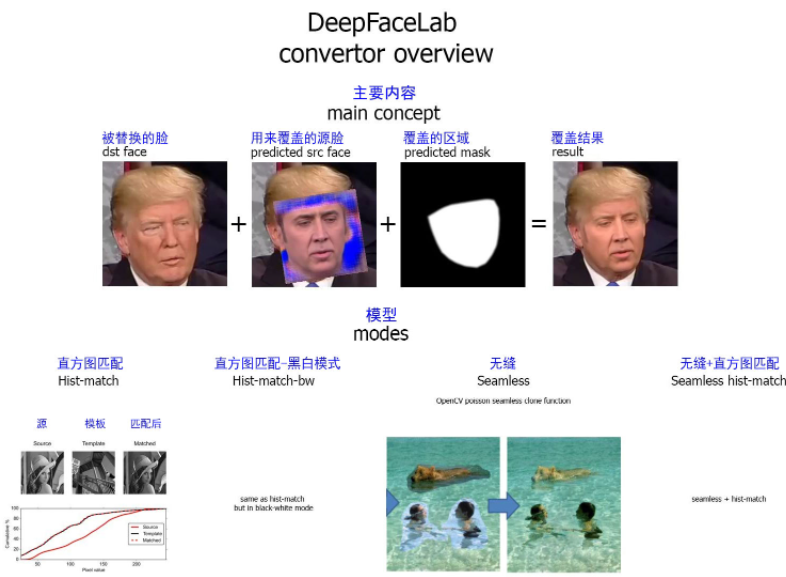 DeepFaceLab
convertor overview
主要内容
main concept
被替换的脸
dst face
用来覆盖的源脸
predicted src face
覆盖的区域
predicted mask
覆盖结果
result
+
+
=
模型
modes
直方图匹配
Hist-match
直方图匹配-黑白模式
Hist-match-bw
无缝
Seamless
无缝+直方图匹配
Seamless hist-match
OpenCV poisson seamless clone function
源
模板
匹配后
Source
Template
Matched
same as hist-match
but in black-white mode
seamless + hist-match
100
80
60
40
20
0
Cumulative %
Source
Template
Matched
50
100
150
200
Pixel value